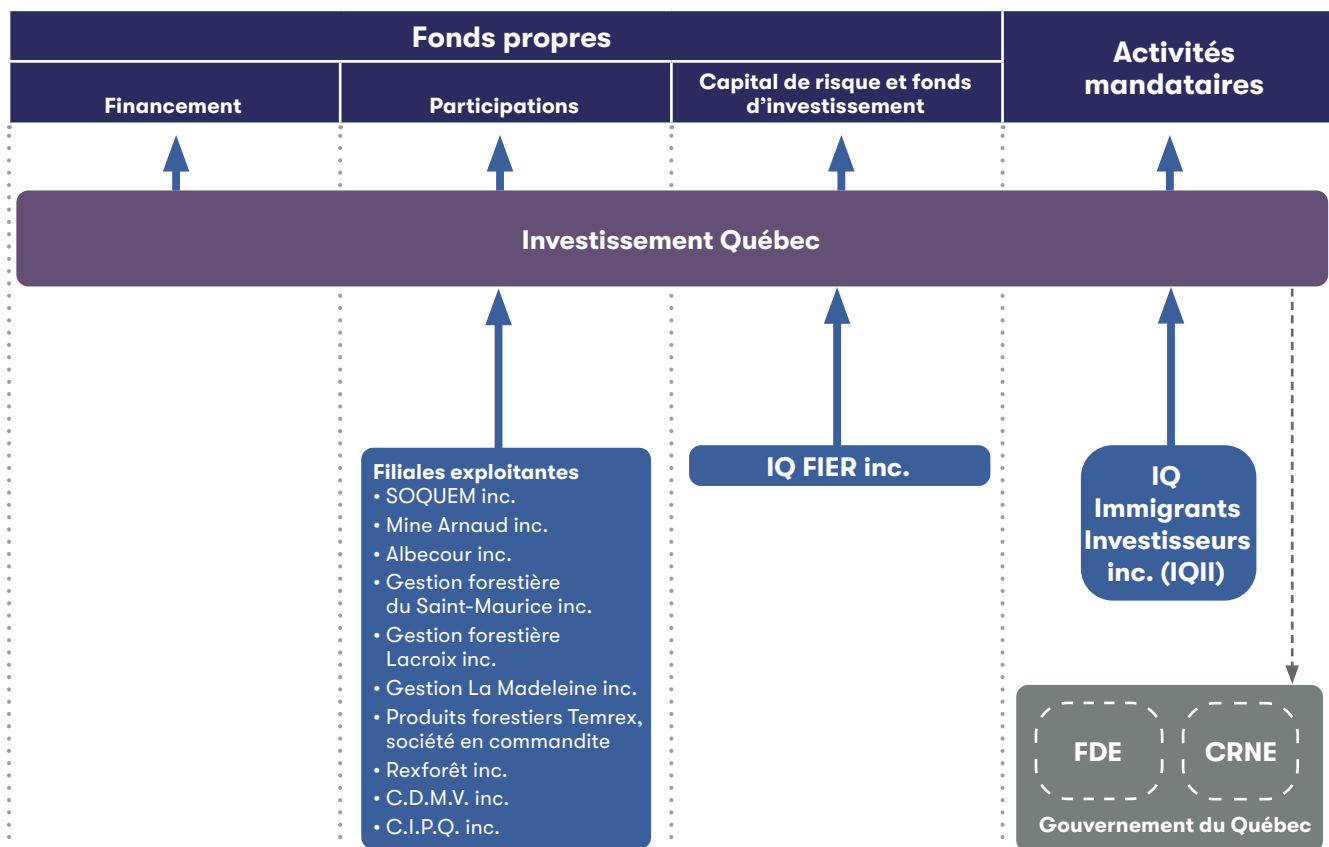 Fonds propres
Activités
mandataires
Financement
Participations
Capital de risque et fonds
d'investissement
Investissement Québec
Filiales exploitantes
• SOQUEM inc.
• Mine Arnaud inc.
• Albecour inc.
• Gestion forestière
du Saint-Maurice inc.
• Gestion forestière
Lacroix inc.
• Gestion La Madeleine inc.
• Produits forestiers Temrex,
société en commandite
• Rexforêt inc.
• C.D.M.V. inc.
• C.I.P.Q. inc.
IQ FIER inc.
IQ
Immigrants
Investisseurs
inc. (IQII)
FDE
CRNE
Gouvernement du Québec